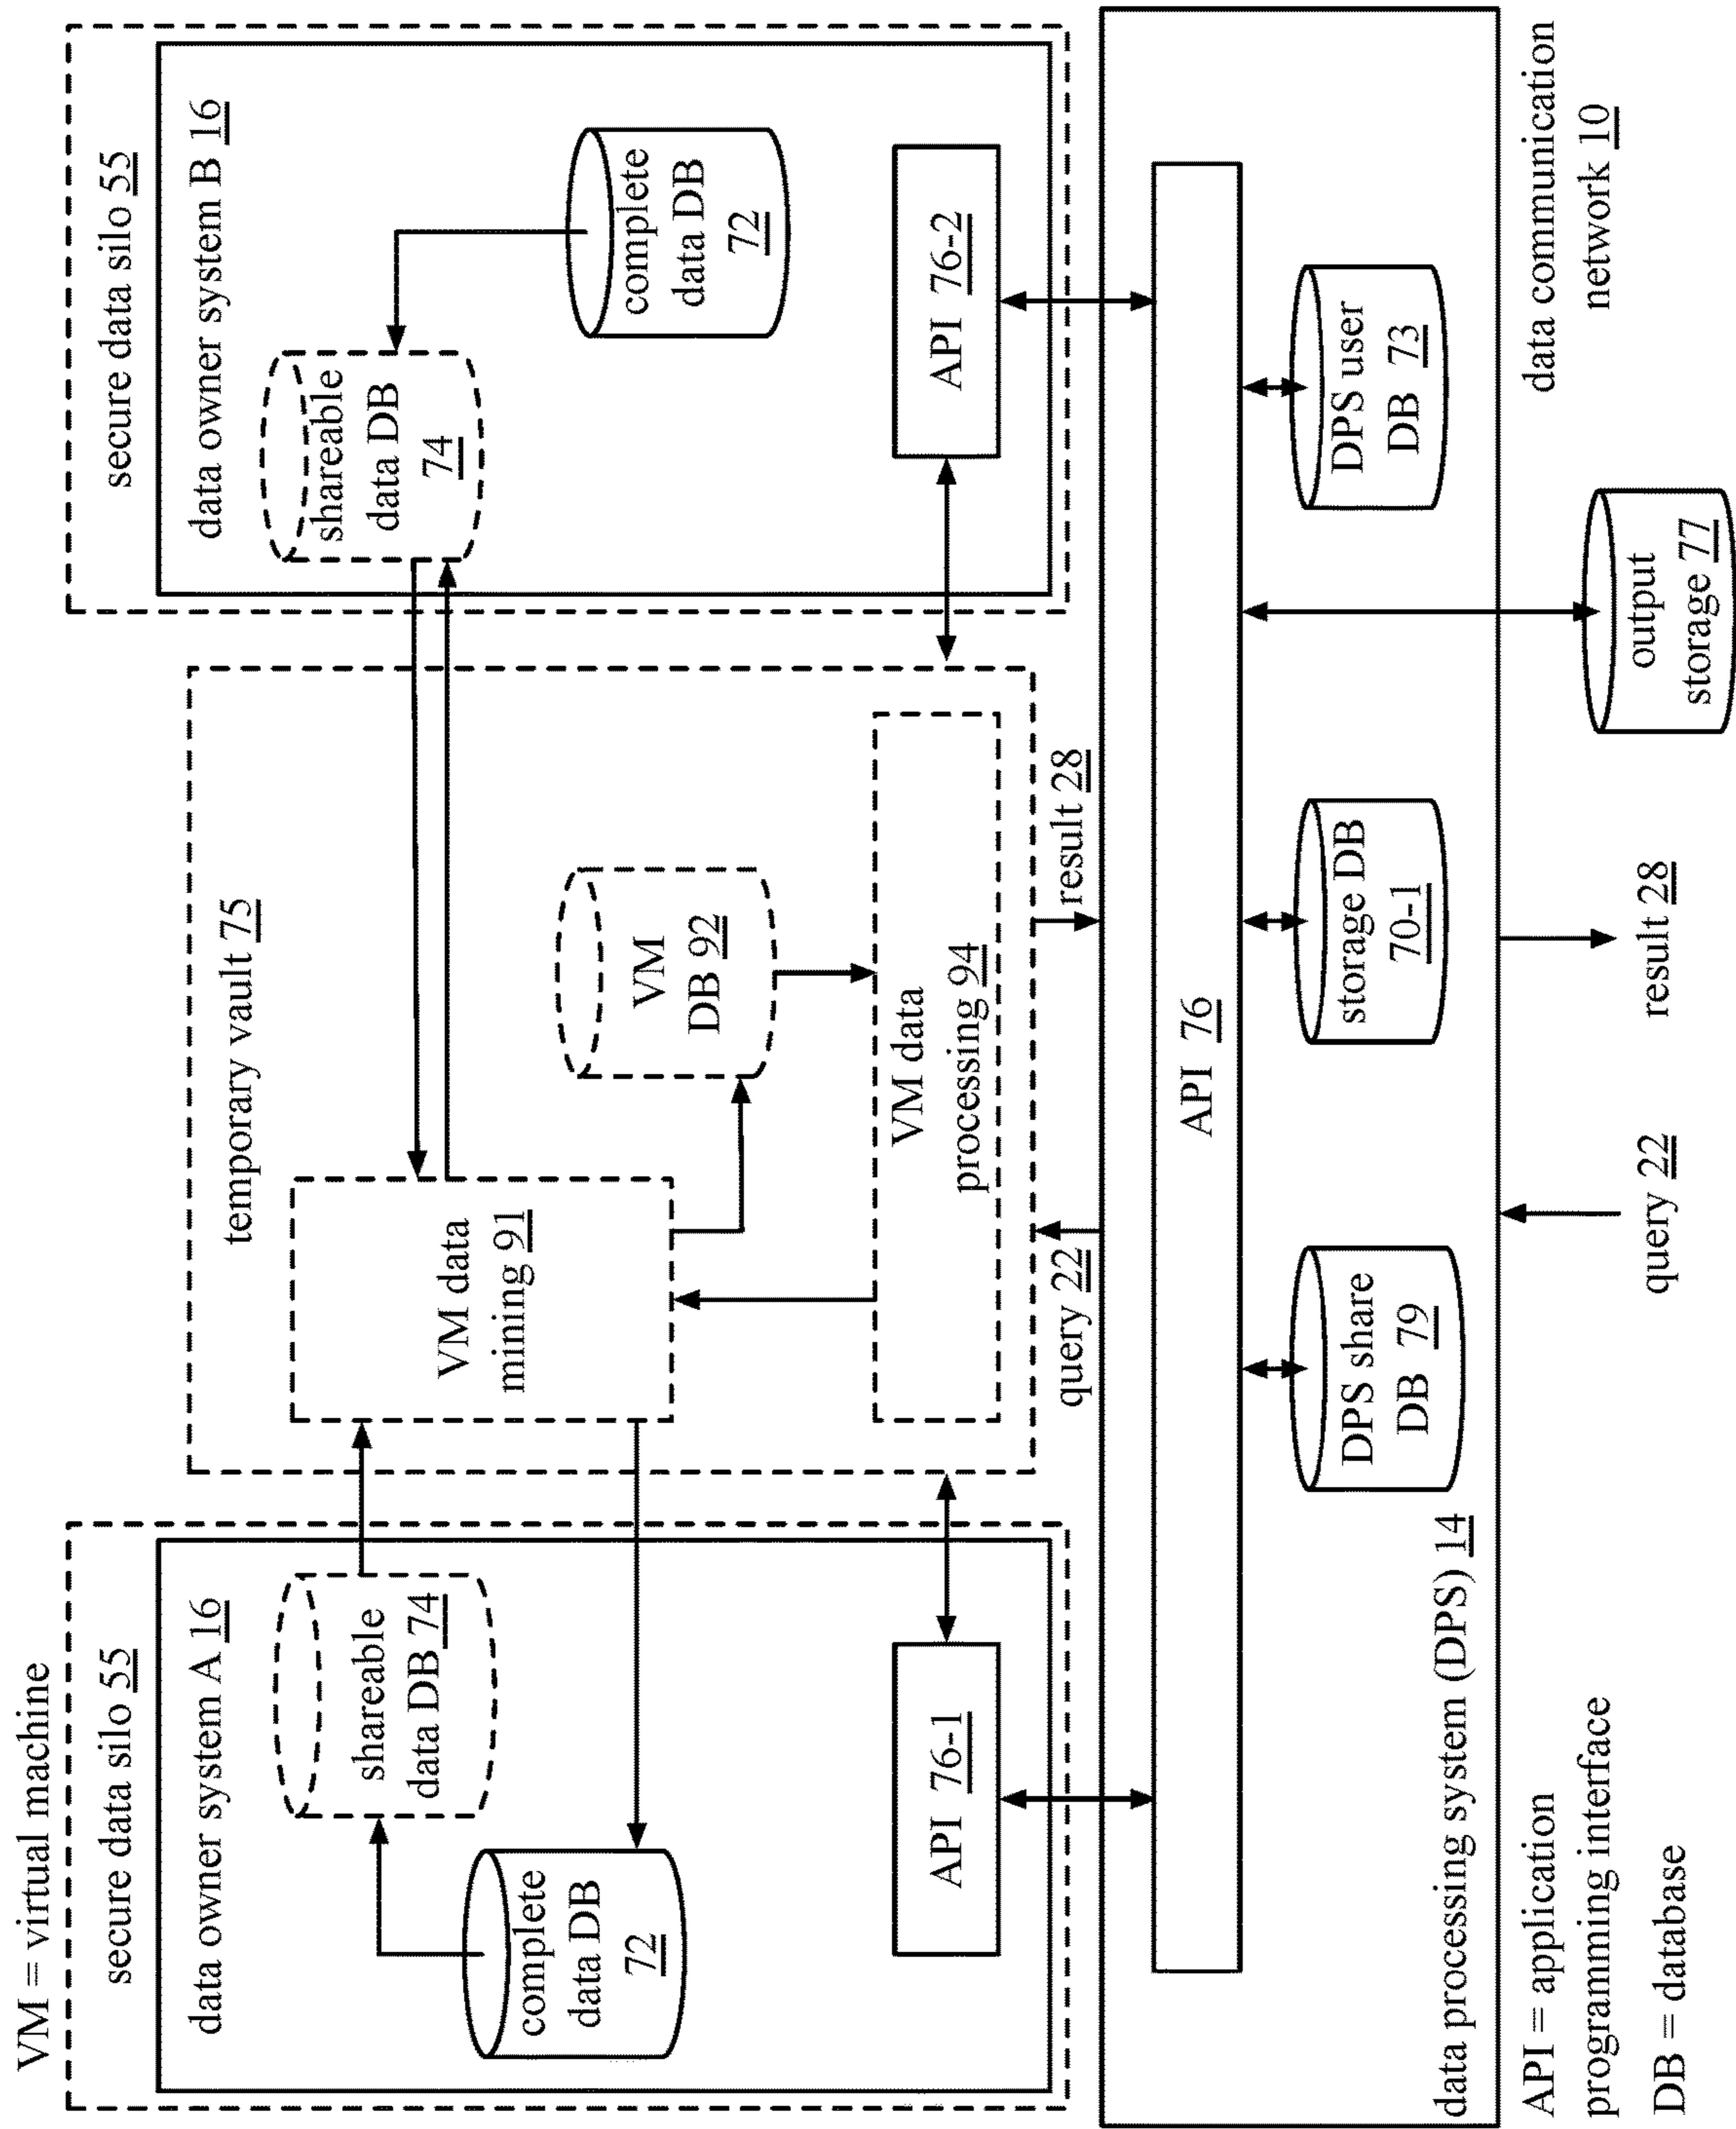 VM = virtual machine
secure data silo 55
data owner system A 16
shareable
data DB 74
complete
data DB
72
API 76-1
temporary vault 75
VM data
mining 91
VM
DB 92
VM data
processing 94
query 22
result 28
secure data silo 55
data owner system B 16
shareable
data DB
74
complete
data DB
72
API 76-2
API 76
DPS share
DB 79
storage DB
70-1
DPS user
DB 73
data processing system (DPS) 14
query 22
result 28
output
storage 77
data communication
network 10
API = application
programming interface
DB = database